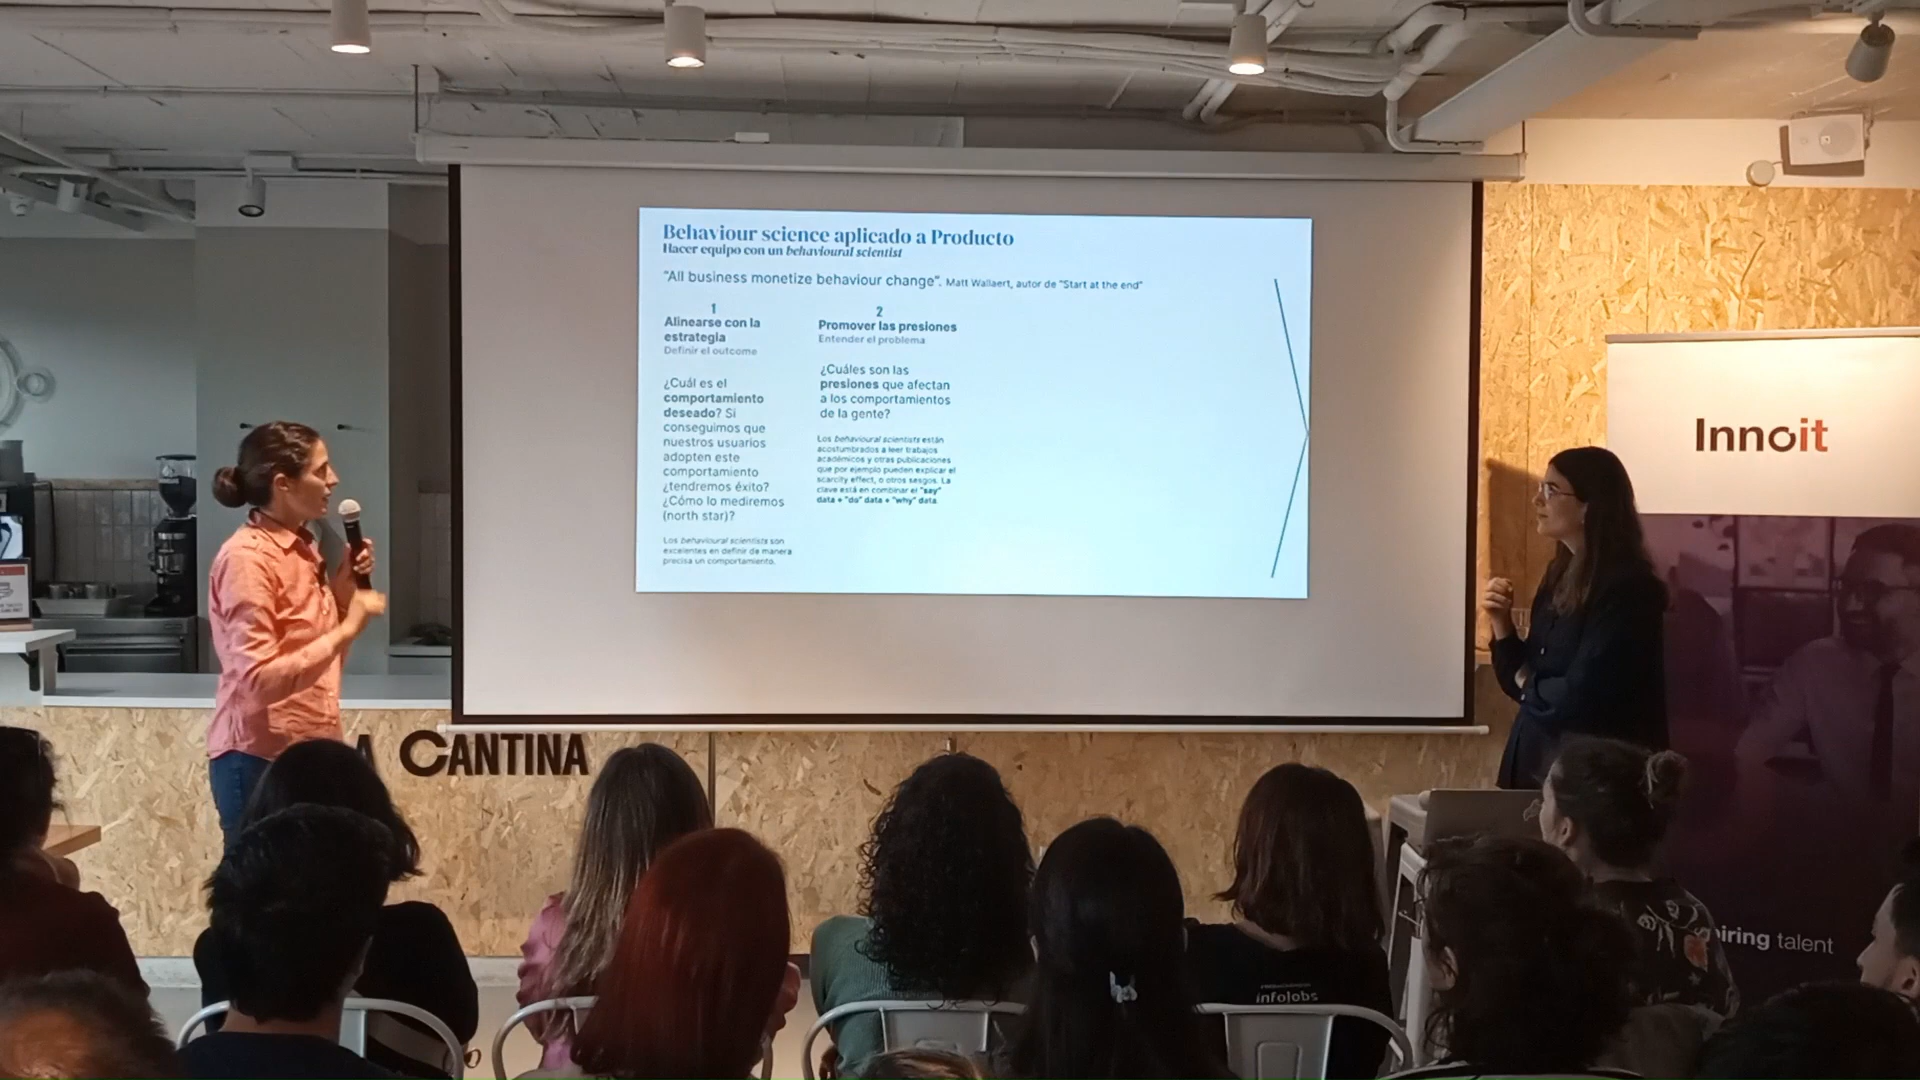 Behaviour science aplicado a Producto
Hacer equipo con un behavioural scientist
"All business monetize behaviour change". Matt Wallaert, autor de "Start at the end"
1
Alinearse con la
estrategia
Definir el outcome
¿Cuál es el
comportamiento
deseado? Si
conseguimos que
nuestros usuarios
adopten este
comportamiento
¿tendremos éxito?
¿Cómo lo mediremos
(north star)?
Los behavioural scientists son
excelentes en definir de manera
precisa un comportamiento.
2
Promover las presiones
Entender el problema
¿Cuáles son las
presiones que afectan
a los comportamientos
de la gente?
Los behavioural scientists están
acostumbrados a leer trabajos
académicos y otras publicaciones
que por ejemplo pueden explicar el
scarcity effect, o otros sesgos. La
clave está en combinar el "say"
data + "do" data + "why" data.
Innoit
A CANTINA
piring talent
infojobs